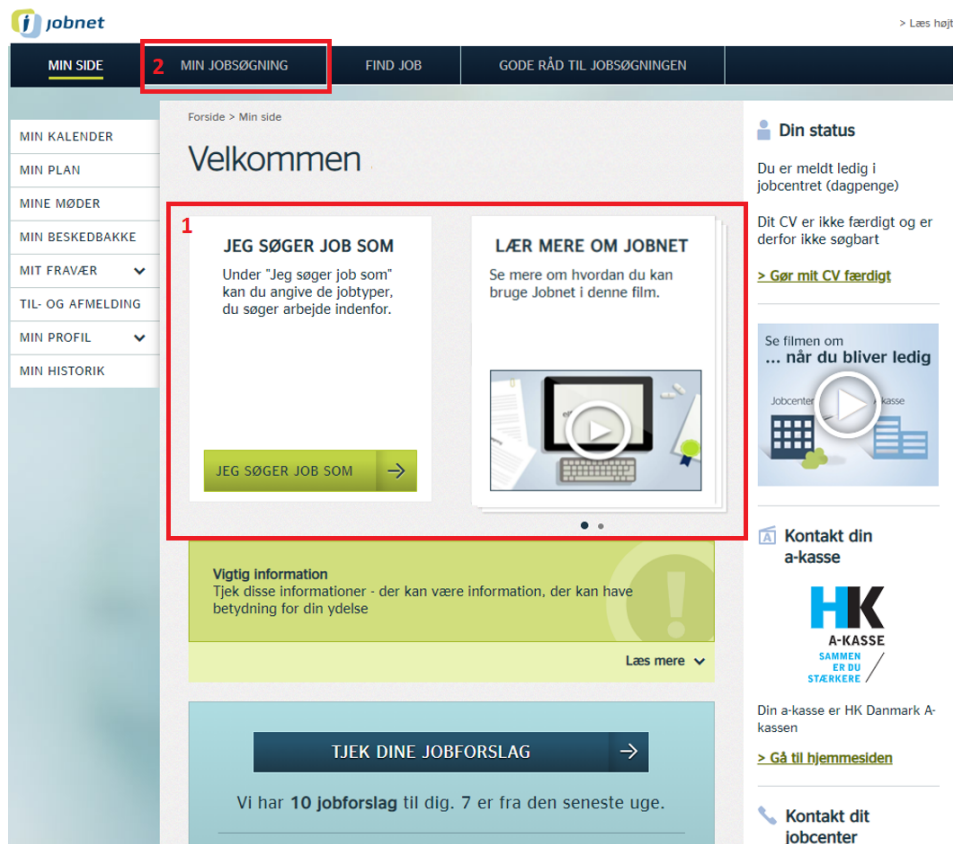 jobnet
> Læs højt
MIN SIDE
2 MIN JOBSØGNING
FIND JOB
GODE RÅD TIL JOBSØGNINGEN
MIN KALENDER
MIN PLAN
MINE MØDER
MIN BESKEDBAKKE
MIT FRAVÆR
TIL- OG AFMELDING
MIN PROFIL
MIN HISTORIK
Forside > Min side
Velkommen
1
JEG SØGER JOB SOM
Under "Jeg søger job som"
kan du angive de jobtyper,
du søger arbejde indenfor.
JEG SØGER JOB SOM
LÆR MERE OM JOBNET
Se mere om hvordan du kan
bruge Jobnet i denne film.
Vigtig information
Tjek disse informationer - der kan være information, der kan have
betydning for din ydelse
Læs mere
TJEK DINE JOBFORSLAG
Vi har 10 jobforslag til dig. 7 er fra den seneste uge.
Din status
Du er meldt ledig i
jobcentret (dagpenge)
Dit CV er ikke færdigt og er
derfor ikke søgbart
> Gør mit CV færdigt
Se filmen om
... når du bliver ledig
Jobcenter
kasse
A Kontakt din
a-kasse
HK
A-KASSE
SAMMEN
ER DU
STÆRKERE
Din a-kasse er HK Danmark A-
kassen
> Gå til hjemmesiden
Kontakt dit
jobcenter